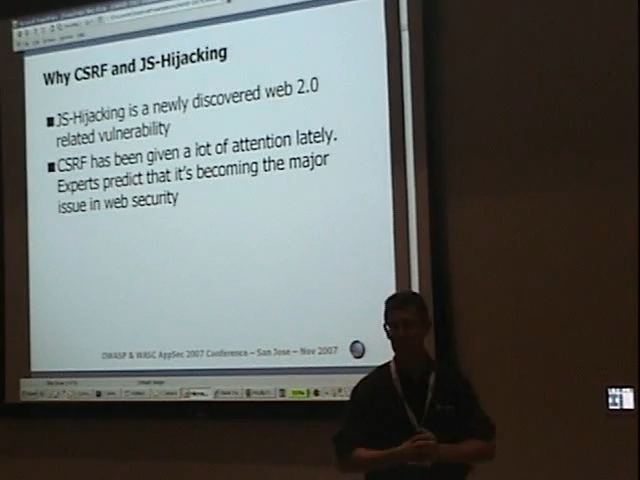 Why CSRF and JS-Hijacking
JS-Hijacking is a newly discovered web 2.0
related vulnerability
CSRF has been given a lot of attention lately.
Experts predict that it's becoming the major
issue in web security
OWASP & WASC AppSec 2007 Conference – San Jose – Nov 2007